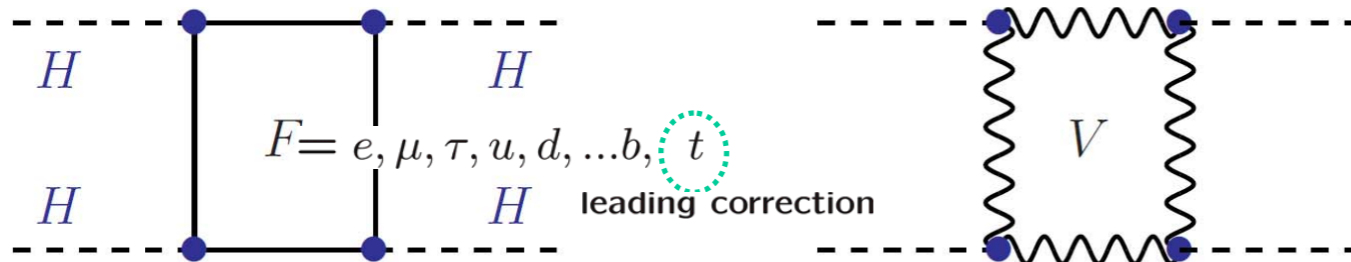 H H
F= e, μ, τ, u, d, ...b, t V
H H leading correction